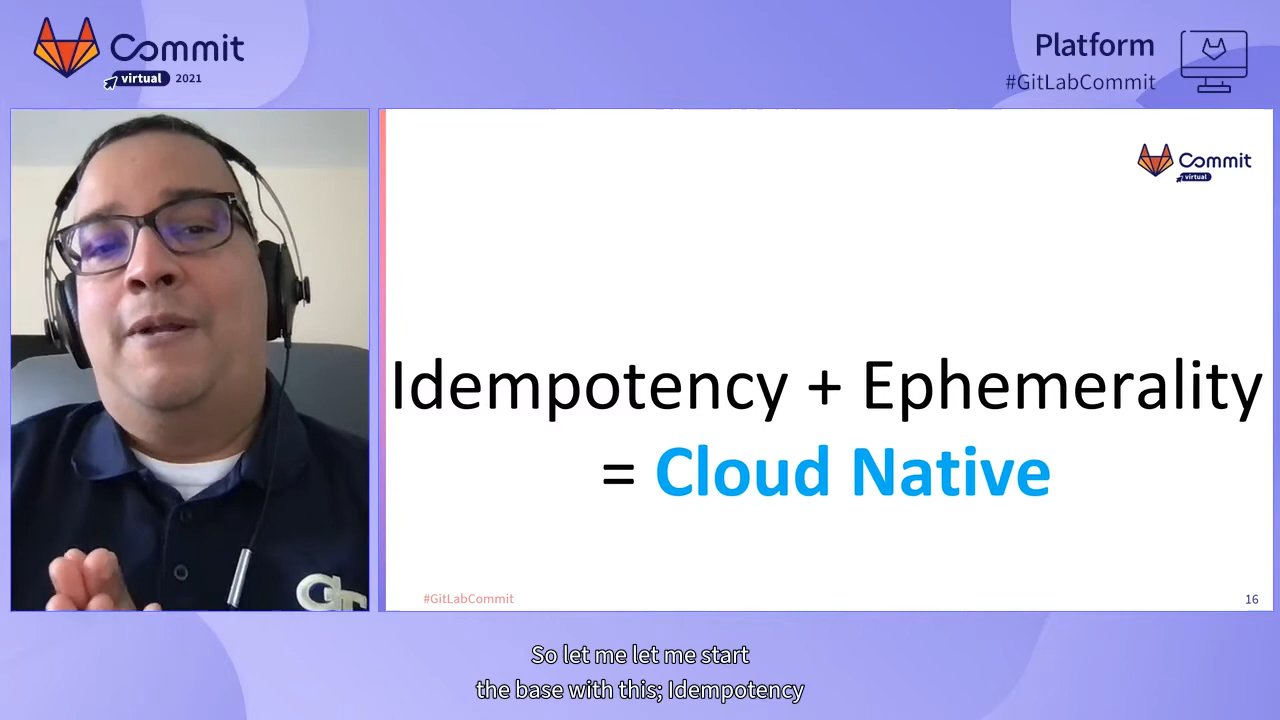 Commit
virtual 2021
Platform
#GitLabCommit
Commit
virtual
Idempotency + Ephemerality
= Cloud Native
#GitLabCommit
16
GT
So let me let me start
the base with this; Idempotency